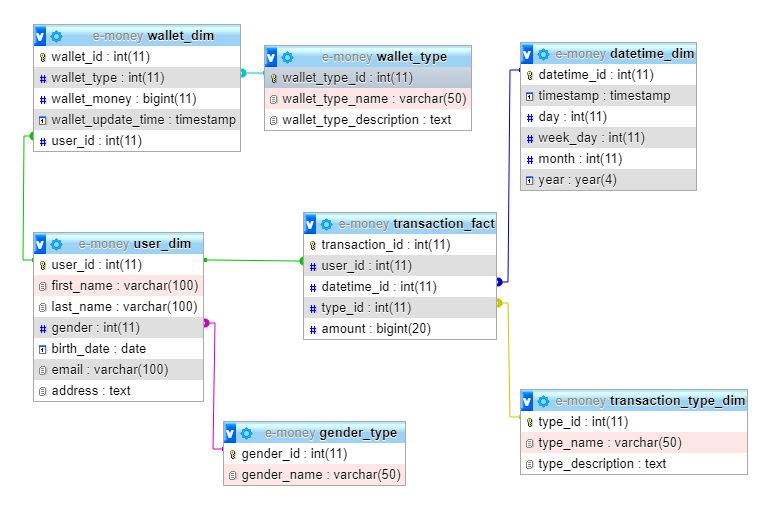 v e-money wallet_dim
wallet_id : int(11)
# wallet_type : int(11)
# wallet_money : bigint(11)
wallet_update_time : timestamp
# user_id : int(11)
v e-money wallet_type
wallet_type_id : int(11)
wallet_type_name : varchar(50)
wallet_type_description : text
v e-money datetime_dim
datetime_id : int(11)
timestamp : timestamp
# day : int(11)
# week_day : int(11)
# month : int(11)
year : year(4)
v e-money user_dim
user_id : int(11)
first_name : varchar(100)
last_name : varchar(100)
# gender : int(11)
birth_date : date
email : varchar(100)
address : text
v e-money transaction_fact
transaction_id : int(11)
# user_id : int(11)
# datetime_id : int(11)
# type_id : int(11)
# amount : bigint(20)
v e-money gender_type
gender_id : int(11)
gender_name : varchar(50)
v e-money transaction_type_dim
type_id : int(11)
type_name : varchar(50)
type_description : text